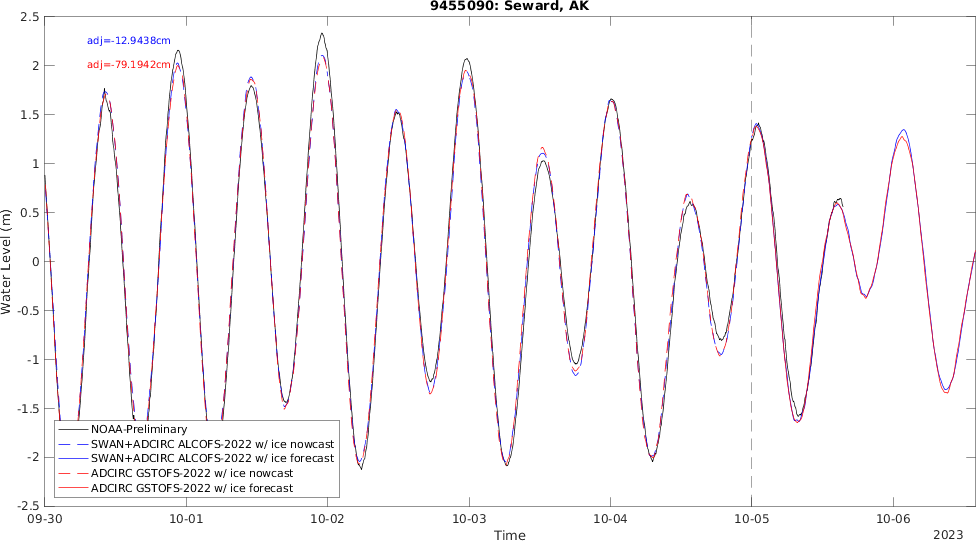 9455090: Seward, AK
adj=-12.9438cm
adj=-79.1942cm
2.5
2
1.5
1
0.5
0
-0.5
-1
-1.5
-2
-2.5
Water Level (m)
NOAA-Preliminary
SWAN+ADCIRC ALCOFS-2022 w/ ice nowcast
SWAN+ADCIRC ALCOFS-2022 w/ ice forecast
ADCIRC GSTOFS-2022 w/ ice nowcast
ADCIRC GSTOFS-2022 w/ ice forecast
09-30 10-01 10-02 10-03 10-04 10-05 10-06
Time
2023